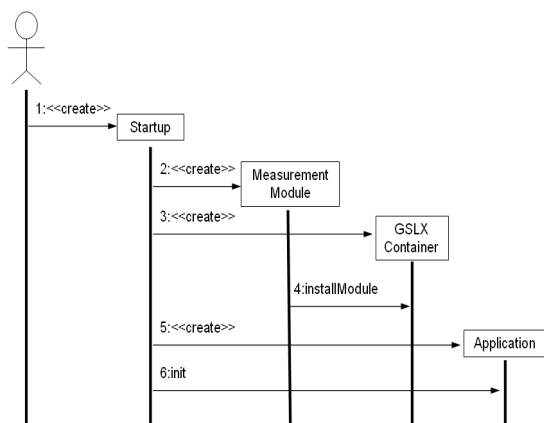 1:<<create>>
Startup
2:<<create>>
Measurement
Module
3:<<create>>
GSLX
Container
4:installModule
5:<<create>>
Application
6:init